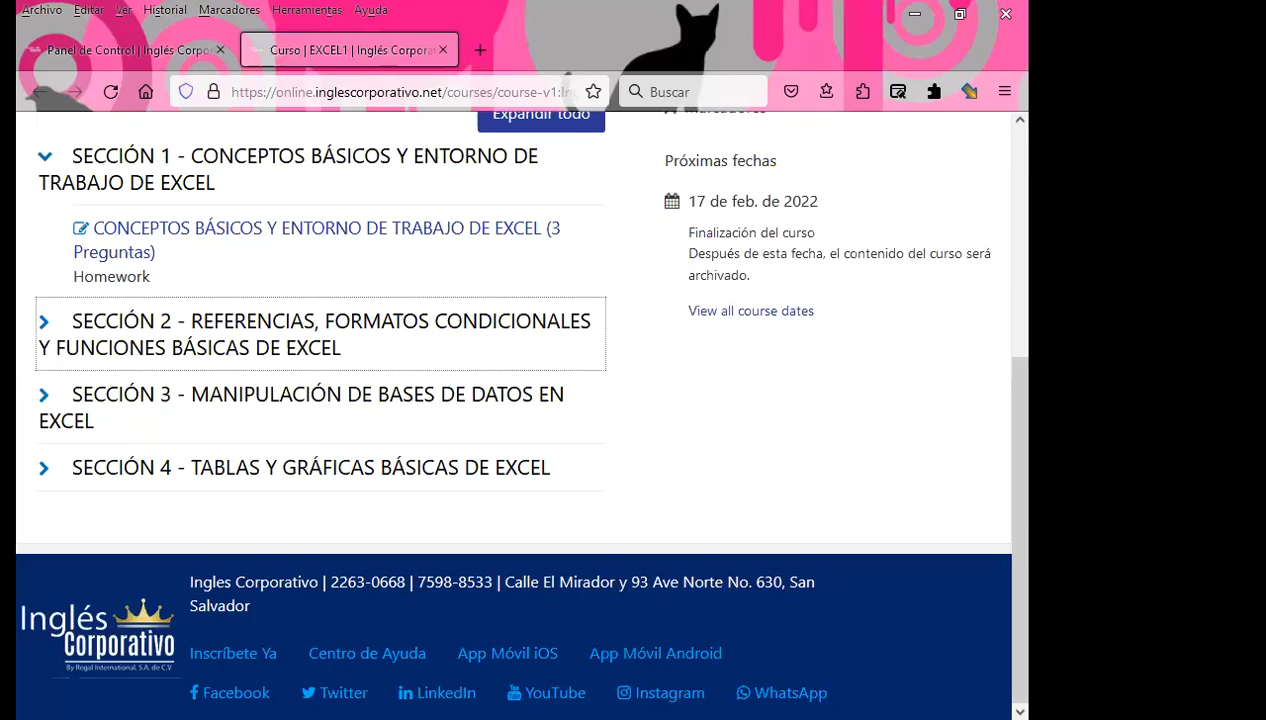 Archivo Editar Ver Historial Marcadores Herramientas Ayuda
Panel de Control | Inglés Corpor
Curso | EXCEL1 | Inglés Corporat
https://online.inglescorporativo.net/courses/course-v1:In
Buscar
Expandir todo
Marcadores
SECCIÓN 1 - CONCEPTOS BÁSICOS Y ENTORNO DE
TRABAJO DE EXCEL
CONCEPTOS BÁSICOS Y ENTORNO DE TRABAJO DE EXCEL (3
Preguntas)
Homework
SECCIÓN 2 - REFERENCIAS, FORMATOS CONDICIONALES
Y FUNCIONES BÁSICAS DE EXCEL
SECCIÓN 3 - MANIPULACIÓN DE BASES DE DATOS EN
EXCEL
SECCIÓN 4 - TABLAS Y GRÁFICAS BÁSICAS DE EXCEL
Próximas fechas
17 de feb. de 2022
Finalización del curso
Después de esta fecha, el contenido del curso será
archivado.
View all course dates
Inglés
Corporativo
By Regal International, S.A. de C.V
Ingles Corporativo | 2263-0668 | 7598-8533 | Calle El Mirador y 93 Ave Norte No. 630, San
Salvador
Inscríbete Ya Centro de Ayuda App Móvil iOS App Móvil Android
Facebook Twitter LinkedIn YouTube Instagram WhatsApp